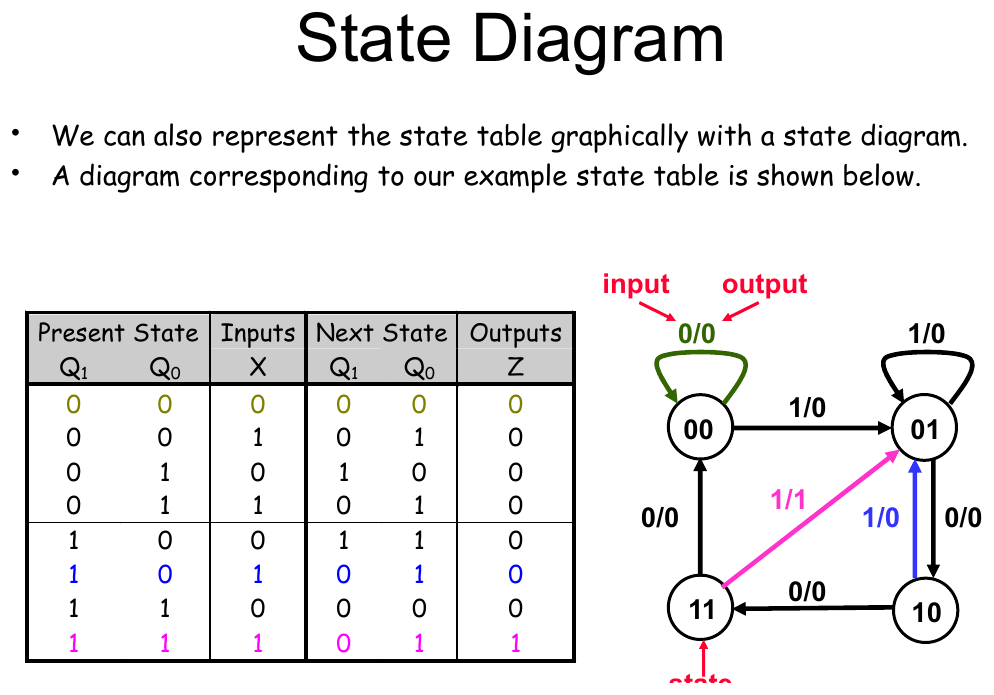 State Diagram
• We can also represent the state table graphically with a state diagram.
• A diagram corresponding to our example state table is shown below.
Present State Inputs Next State Outputs
Q1 Q0 X Q1 Q0 Z
0 0 0 0 0 0
0 0 1 0 1 0
0 1 0 1 0 0
0 1 1 0 1 0
1 0 0 1 1 0
1 0 1 0 1 0
1 1 0 0 0 0
1 1 1 0 1 1
input output
0/0
1/0
00
1/0
01
0/0
1/1
1/0
0/0
11
0/0
10
state